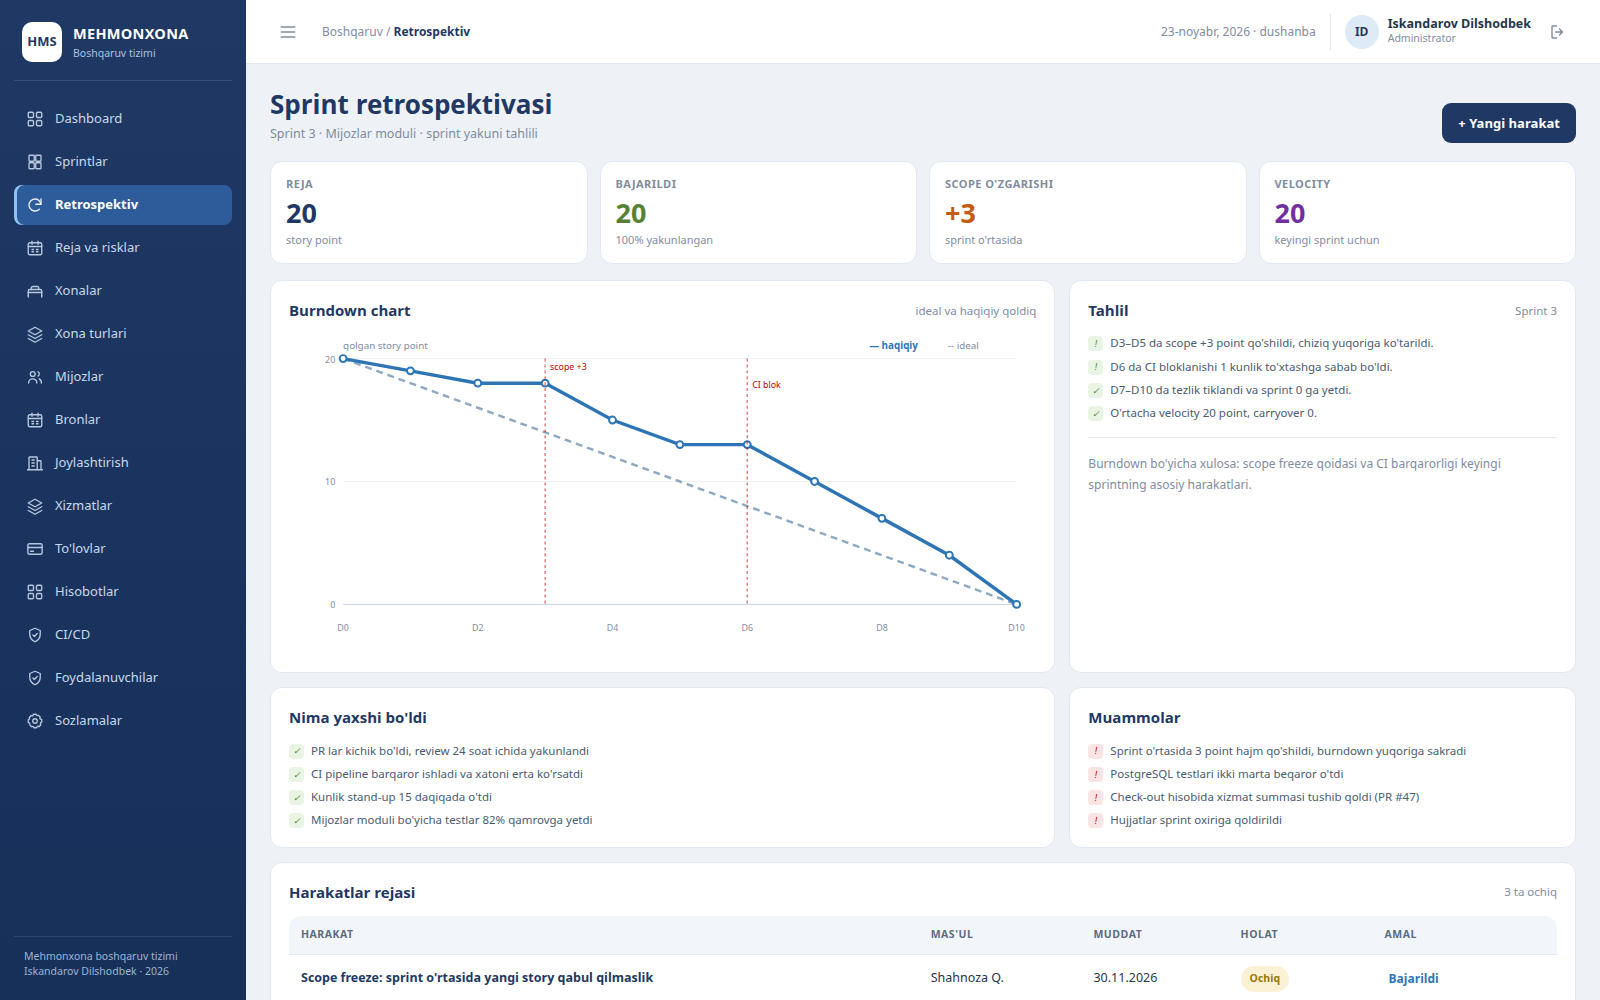 HMS
MEHMONXONA
Boshqaruv tizimi
Dashboard
Sprintlar
Retrospektiv
Reja va risklar
Xonalar
Xona turlari
Mijozlar
Bronlar
Joylashtirish
Xizmatlar
To'lovlar
Hisobotlar
CI/CD
Foydalanuvchilar
Sozlamalar
Mehmonxona boshqaruv tizimi
Iskandarov Dilshodbek · 2026
Boshqaruv / Retrospektiv
23-noyabr, 2026 · dushanba
ID
Iskandarov Dilshodbek
Administrator
Sprint retrospektivasi
Sprint 3 · Mijozlar moduli · sprint yakuni tahlili
+ Yangi harakat
REJA
20
story point
BAJARILDI
20
100% yakunlangan
SCOPE O'ZGARISHI
+3
sprint o'rtasida
VELOCITY
20
keyingi sprint uchun
Burndown chart
ideal va haqiqiy qoldiq
qolgan story point
— haqiqiy
-- ideal
20
10
0
scope +3
CI blok
D0
D2
D4
D6
D8
D10
Tahlil
Sprint 3
! D3–D5 da scope +3 point qo'shildi, chiziq yuqoriga ko'tarildi.
! D6 da CI bloklanishi 1 kunlik to'xtashga sabab bo'ldi.
✓ D7–D10 da tezlik tiklandi va sprint 0 ga yetdi.
✓ O'rtacha velocity 20 point, carryover 0.
Burndown bo'yicha xulosa: scope freeze qoidasi va CI barqarorligi keyingi
sprintning asosiy harakatlari.
Nima yaxshi bo'ldi
✓ PR lar kichik bo'ldi, review 24 soat ichida yakunlandi
✓ CI pipeline barqaror ishladi va xatoni erta ko'rsatdi
✓ Kunlik stand-up 15 daqiqada o'tdi
✓ Mijozlar moduli bo'yicha testlar 82% qamrovga yetdi
Muammolar
! Sprint o'rtasida 3 point hajm qo'shildi, burndown yuqoriga sakradi
! PostgreSQL testlari ikki marta beqaror o'tdi
! Check-out hisobida xizmat summasi tushib qoldi (PR #47)
! Hujjatlar sprint oxiriga qoldirildi
Harakatlar rejasi
3 ta ochiq
HARAKAT
MAS'UL
MUDDAT
HOLAT
AMAL
Scope freeze: sprint o'rtasida yangi story qabul qilmaslik
Shahnoza Q.
30.11.2026
Ochiq
Bajarildi